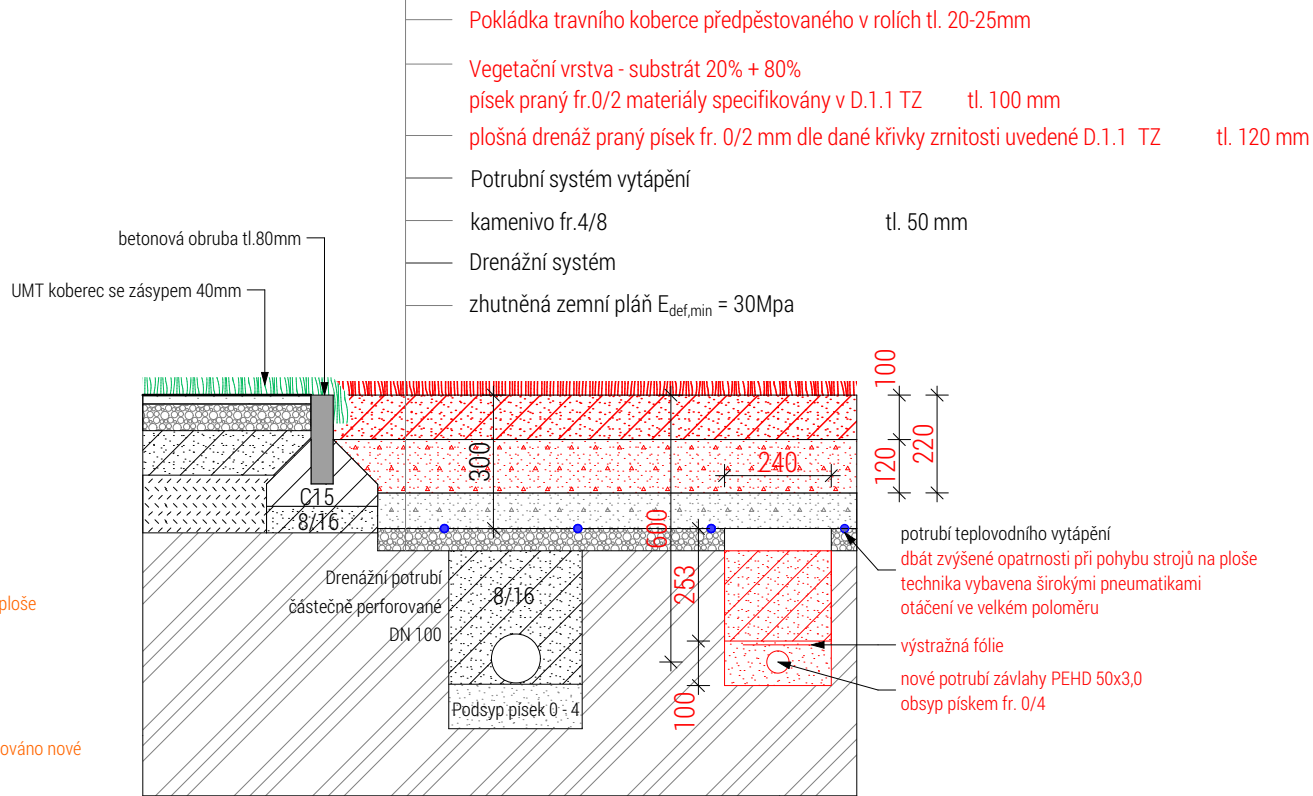 Pokládka travního koberce předpěstovaného v rolích tl. 20-25mm
Vegetační vrstva - substrát 20% + 80%
písek praný fr.0/2 materiály specifikovány v D.1.1 TZ tl. 100 mm
plošná drenáž praný písek fr. 0/2 mm dle dané křivky zrnitosti uvedené D.1.1 TZ tl. 120 mm
Potrubní systém vytápění
kamenivo fr.4/8 tl. 50 mm
Drenážní systém
zhutněná zemní pláň Edef,min = 30Mpa
betonová obruba tl.80mm
UMT koberec se zásypem 40mm
100
120
220
300
240
600
C15
8/16
253
100
Drenážní potrubí
částečně perforované
DN 100
8/16
Podsyp písek 0 - 4
potrubí teplovodního vytápění
dbát zvýšené opatrnosti při pohybu strojů na ploše
technika vybavena širokými pneumatikami
otáčení ve velkém poloměru
výstražná fólie
nové potrubí závlahy PEHD 50x3,0
obsyp pískem fr. 0/4
ploše
ováno nové